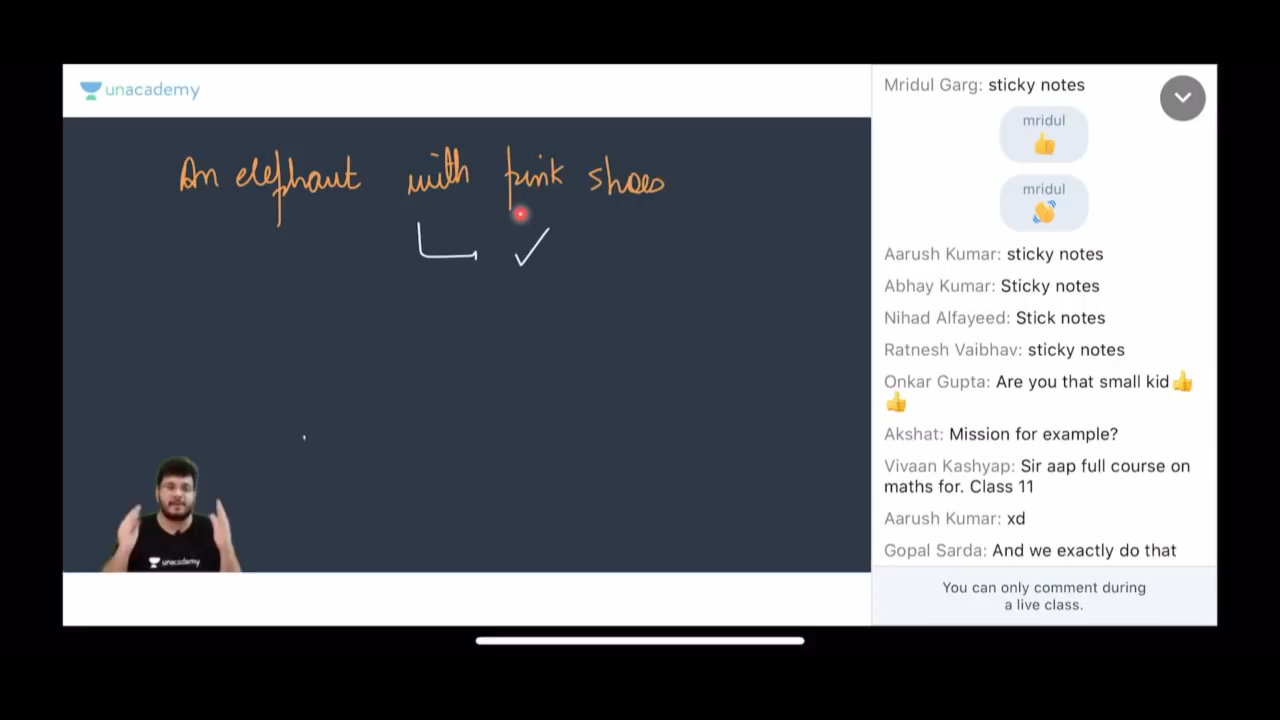 unacademy
An elephant with pink shoes
unacademy
Mridul Garg: sticky notes
mridul
👍
mridul
👏
Aarush Kumar: sticky notes
Abhay Kumar: Sticky notes
Nihad Alfayeed: Stick notes
Ratnesh Vaibhav: sticky notes
Onkar Gupta: Are you that small kid👍
👍
Akshat: Mission for example?
Vivaan Kashyap: Sir aap full course on
maths for. Class 11
Aarush Kumar: xd
Gopal Sarda: And we exactly do that
You can only comment during
a live class.